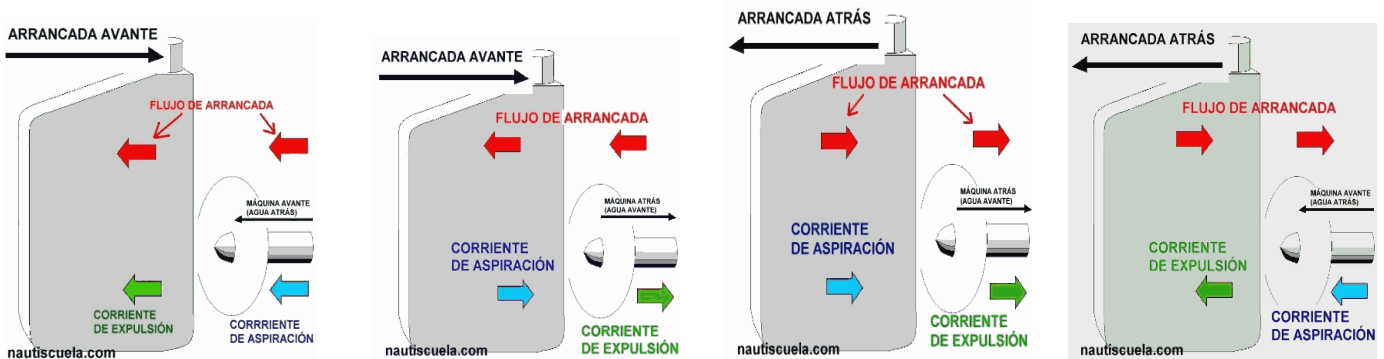 ARRANCADA AVANTE
FLUJO DE ARRANCADA
MÁQUINA AVANTE
(AGUA ATRÁS)
CORRIENTE
DE EXPULSIÓN
CORRRIENTE
DE ASPIRACIÓN
nautiscuela.com
ARRANCADA AVANTE
FLUJO DE ARRANCADA
MÁQUINA ATRÁS
(AGUA AVANTE)
CORRIENTE
DE ASPIRACIÓN
CORRIENTE
DE EXPULSIÓN
nautiscuela.com
ARRANCADA ATRÁS
FLUJO DE ARRANCADA
MÁQUINA ATRÁS
(AGUA AVANTE)
CORRIENTE
DE ASPIRACIÓN
CORRIENTE
DE EXPULSIÓN
nautiscuela.com
ARRANCADA ATRÁS
FLUJO DE ARRANCADA
MÁQUINA AVANTE
(AGUA ATRÁS)
CORRIENTE
DE EXPULSIÓN
CORRIENTE
DE ASPIRACIÓN
nautiscuela.com